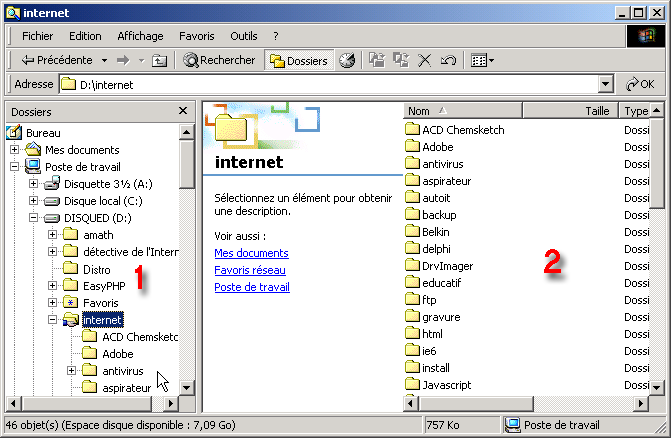 internet
Fichier Edition Affichage Favoris Outils ?
Précédente Rechercher Dossiers
Adresse D:\internet OK
Dossiers
Bureau
Mes documents
Poste de travail
Disquette 3½ (A:)
Disque local (C:)
DISQUED (D:)
amath
détective de l'Intern
Distro
EasyPHP
Favoris
internet
ACD Chemsketc
Adobe
antivirus
aspirateur
1
internet
Sélectionnez un élément pour obtenir
une description.
Voir aussi :
Mes documents
Favoris réseau
Poste de travail
Nom Taille Type
ACD Chemsketch Dossi
Adobe Dossi
antivirus Dossi
aspirateur Dossi
autoit Dossi
backup Dossi
Belkin Dossi
delphi Dossi
DrvImager Dossi
educatif Dossi
ftp Dossi
gravure Dossi
html Dossi
ie6 Dossi
install Dossi
Javascript Dossi
2
46 objet(s) (Espace disque disponible : 7,09 Go) 757 Ko Poste de travail